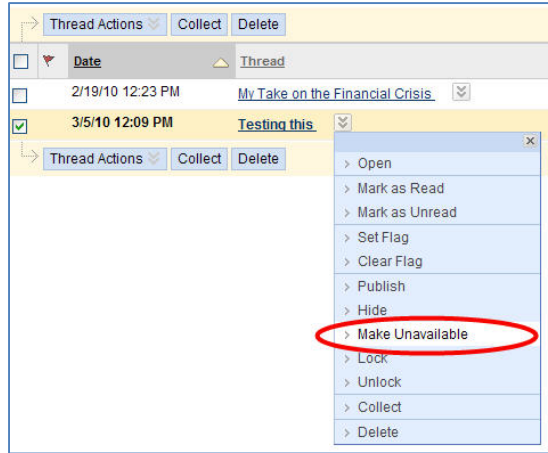 Thread Actions Collect Delete
Date Thread
2/19/10 12:23 PM My Take on the Financial Crisis
3/5/10 12:09 PM Testing this
Thread Actions Collect Delete
Open
Mark as Read
Mark as Unread
Set Flag
Clear Flag
Publish
Hide
Make Unavailable
Lock
Unlock
Collect
Delete